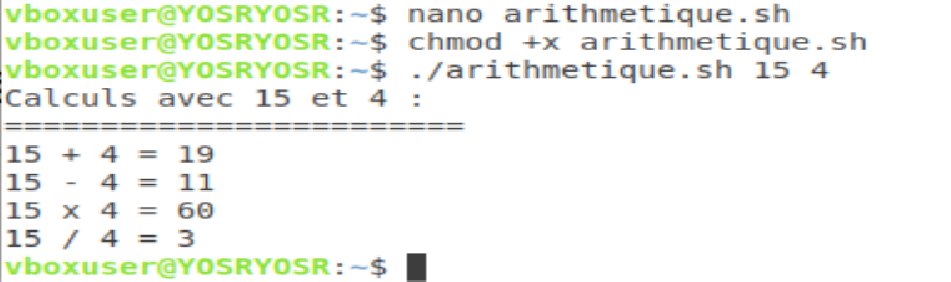 vboxuser@YOSRYOSR:~$ nano arithmetique.sh
vboxuser@YOSRYOSR:~$ chmod +x arithmetique.sh
vboxuser@YOSRYOSR:~$ ./arithmetique.sh 15 4
Calculs avec 15 et 4 :
========================
15 + 4 = 19
15 - 4 = 11
15 x 4 = 60
15 / 4 = 3
vboxuser@YOSRYOSR:~$